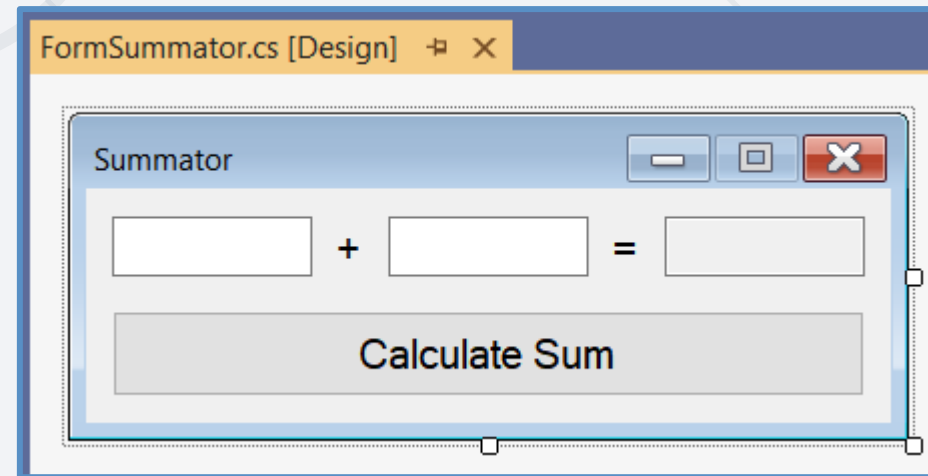 FormSummator.cs [Design]
Summator
+ =
Calculate Sum